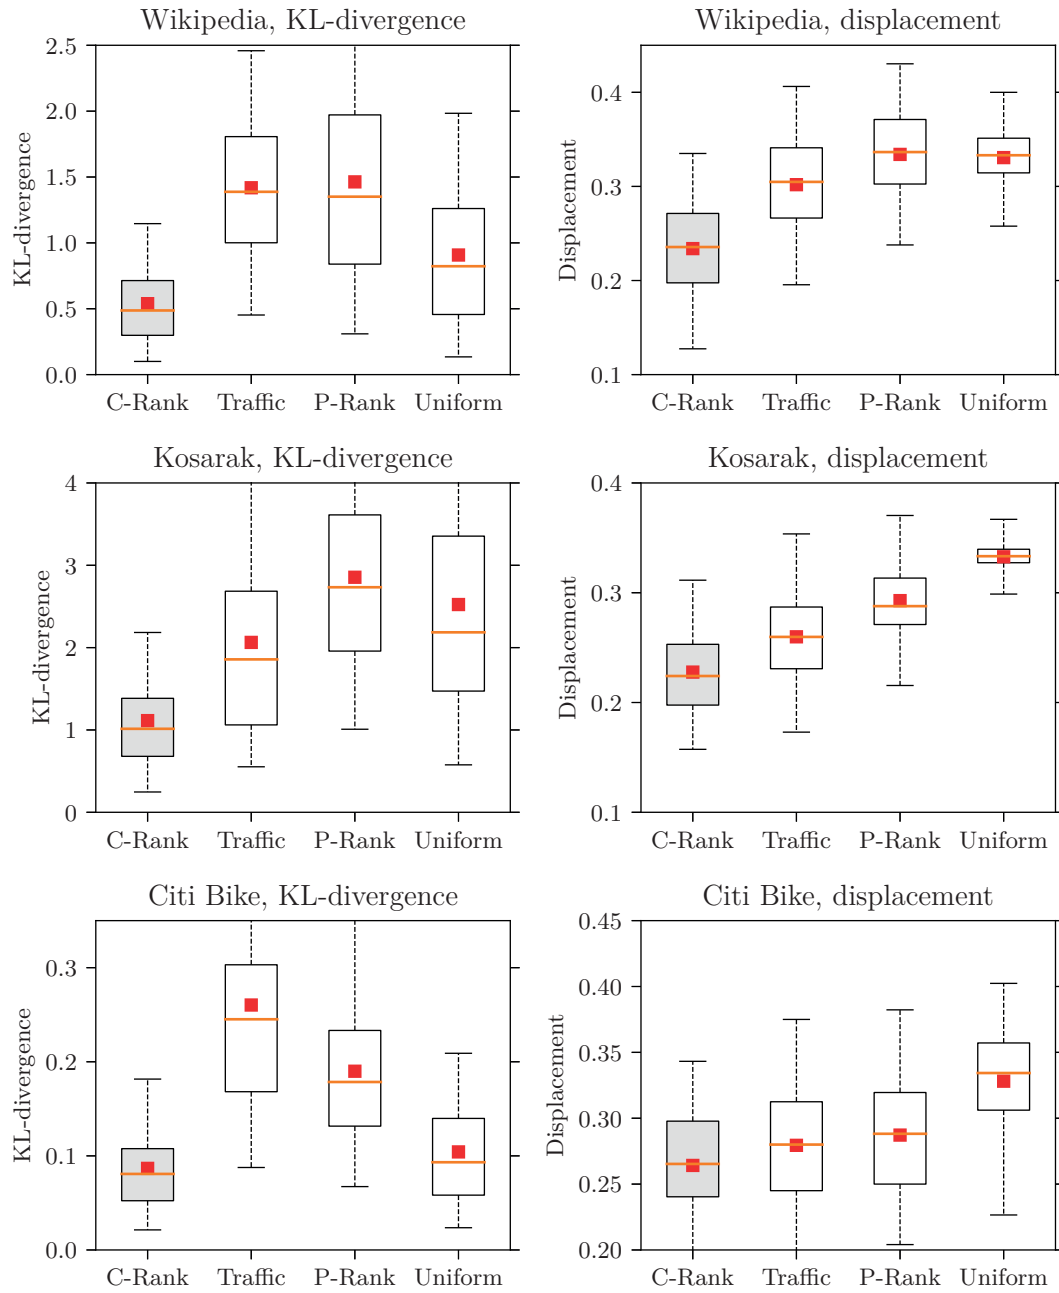 Wikipedia, KL-divergence
KL-divergence
2.5
2.0
1.5
1.0
0.5
0.0
C-Rank Traffic P-Rank Uniform
Wikipedia, displacement
Displacement
0.4
0.3
0.2
0.1
C-Rank Traffic P-Rank Uniform
Kosarak, KL-divergence
KL-divergence
4
3
2
1
0
C-Rank Traffic P-Rank Uniform
Kosarak, displacement
Displacement
0.4
0.3
0.2
0.1
C-Rank Traffic P-Rank Uniform
Citi Bike, KL-divergence
KL-divergence
0.3
0.2
0.1
0.0
C-Rank Traffic P-Rank Uniform
Citi Bike, displacement
Displacement
0.45
0.40
0.35
0.30
0.25
0.20
C-Rank Traffic P-Rank Uniform